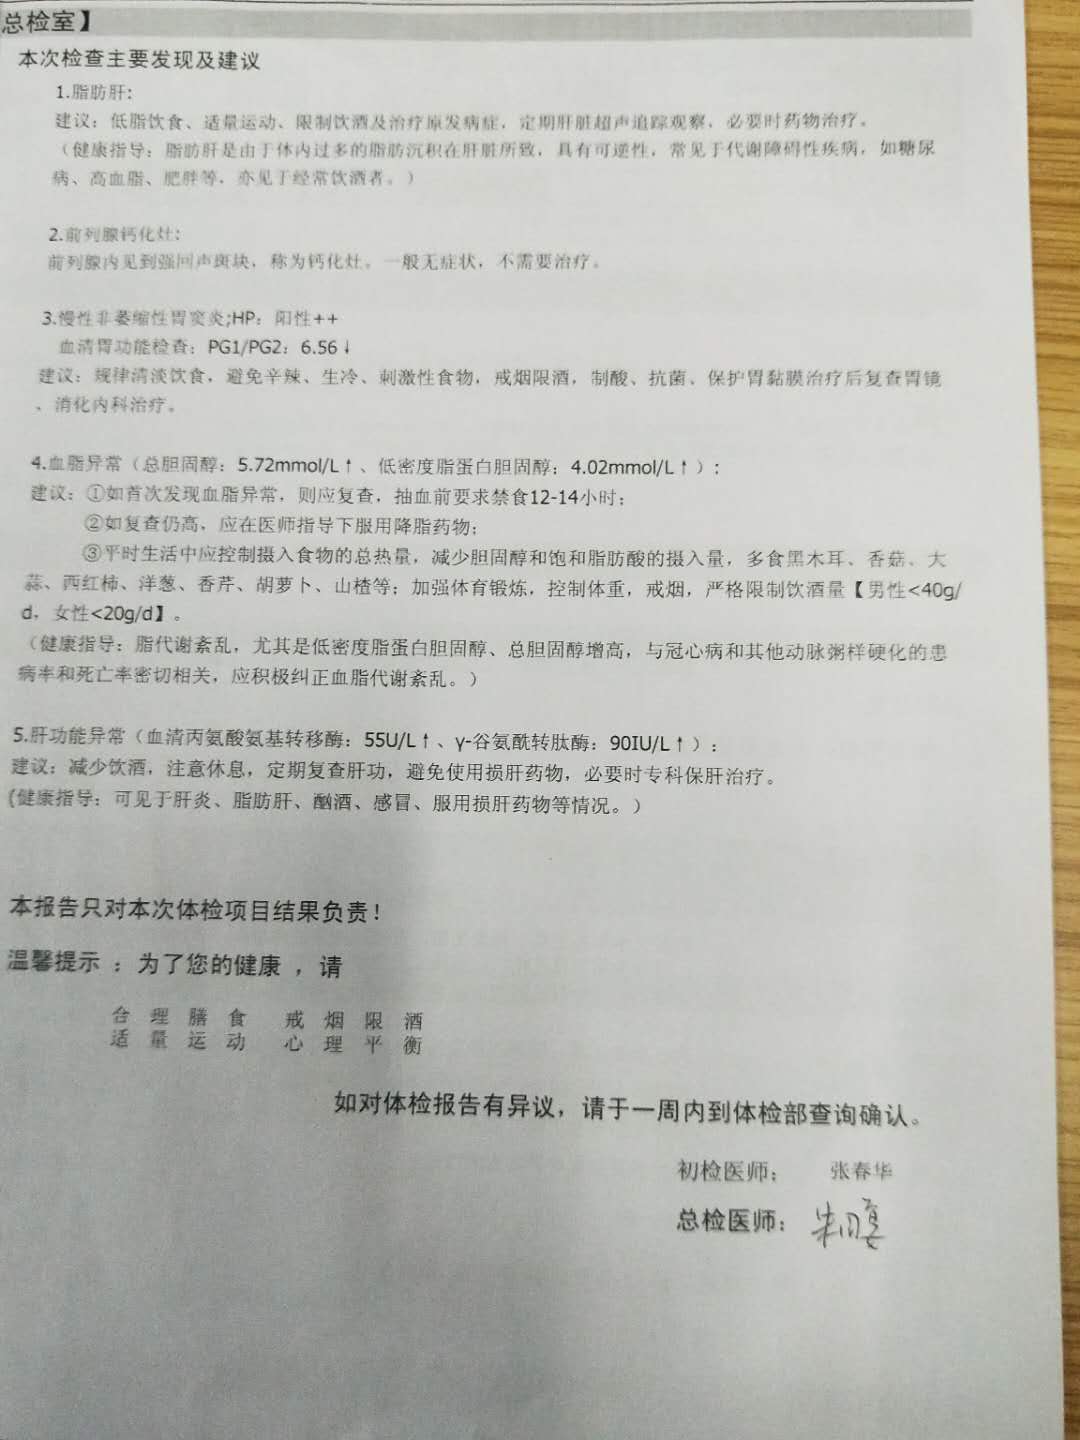 总检室】
本次检查主要发现及建议
1.脂肪肝:
建议：低脂饮食、适量运动、限制饮酒及治疗原发病症，定期肝脏超声追踪观察，必要时药物治疗。
（健康指导：脂肪肝是由于体内过多的脂肪沉积在肝脏所致，具有可逆性，常见于代谢障碍性疾病，如糖尿
病、高血脂、肥胖等，亦见于经常饮酒者。）
2.前列腺钙化灶:
前列腺内见到强回声斑块，称为钙化灶。一般无症状，不需要治疗。
3.慢性非萎缩性胃窦炎;HP：阳性++
血清胃功能检查：PG1/PG2：6.56↓
建议：规律清淡饮食，避免辛辣、生冷、刺激性食物，戒烟限酒，制酸、抗菌、保护胃黏膜治疗后复查胃镜
、消化内科治疗。
4.血脂异常（总胆固醇：5.72mmol/L↑、低密度脂蛋白胆固醇：4.02mmol/L↑）:
建议：①如首次发现血脂异常，则应复查，抽血前要求禁食12-14小时；
②如复查仍高，应在医师指导下服用降脂药物；
③平时生活中应控制摄入食物的总热量，减少胆固醇和饱和脂肪酸的摄入量，多食黑木耳、香菇、大
蒜、西红柿、洋葱、香芹、胡萝卜、山楂等；加强体育锻炼，控制体重，戒烟，严格限制饮酒量【男性<40g/
d，女性<20g/d】。
（健康指导：脂代谢紊乱，尤其是低密度脂蛋白胆固醇、总胆固醇增高，与冠心病和其他动脉粥样硬化的患
病率和死亡率密切相关，应积极纠正血脂代谢紊乱。）
5.肝功能异常（血清丙氨酸氨基转移酶：55U/L↑、γ-谷氨酰转肽酶：90IU/L↑）:
建议：减少饮酒，注意休息，定期复查肝功，避免使用损肝药物，必要时专科保肝治疗。
(健康指导：可见于肝炎、脂肪肝、酗酒、感冒、服用损肝药物等情况。）
本报告只对本次体检项目结果负责！
温馨提示 ：为了您的健康 ，请
合 理 膳 食 戒 烟 限 酒
适 量 运 动 心 理 平 衡
如对体检报告有异议，请于一周内到体检部查询确认。
初检医师： 张春华
总检医师：